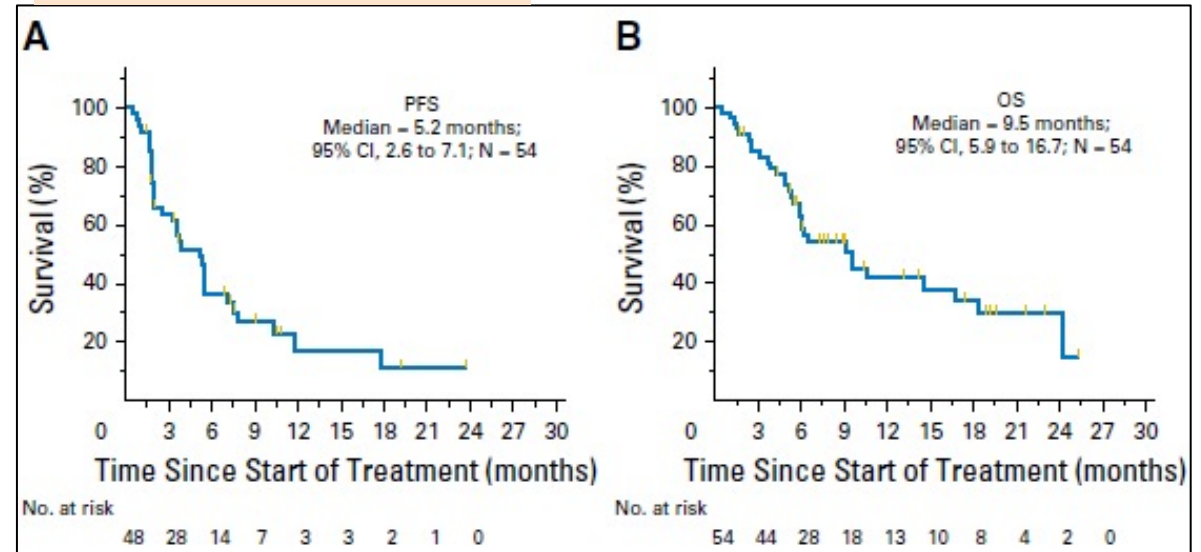 A
PFS
Median = 5.2 months;
95% CI, 2.6 to 7.1; N = 54
Survival (%)
100
80
60
40
20
0 3 6 9 12 15 18 21 24 27 30
Time Since Start of Treatment (months)
No. at risk
48 28 14 7 3 3 2 1 0
B
OS
Median = 9.5 months;
95% CI, 5.9 to 16.7; N = 54
Survival (%)
100
80
60
40
20
0 3 6 9 12 15 18 21 24 27 30
Time Since Start of Treatment (months)
No. at risk
54 44 28 18 13 10 8 4 2 0